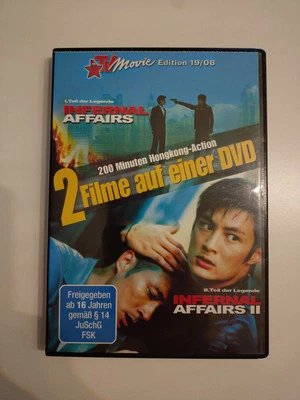 TV Movie Edition 19/08
I.Teil der Legende
INFERNAL
AFFAIRS
200 Minuten Hongkong-Action
2 Filme auf einer DVD
Freigegeben
ab 16 Jahren
gemäß § 14
JuSchG
FSK
II.Teil der Legende
INFERNAL
AFFAIRS II